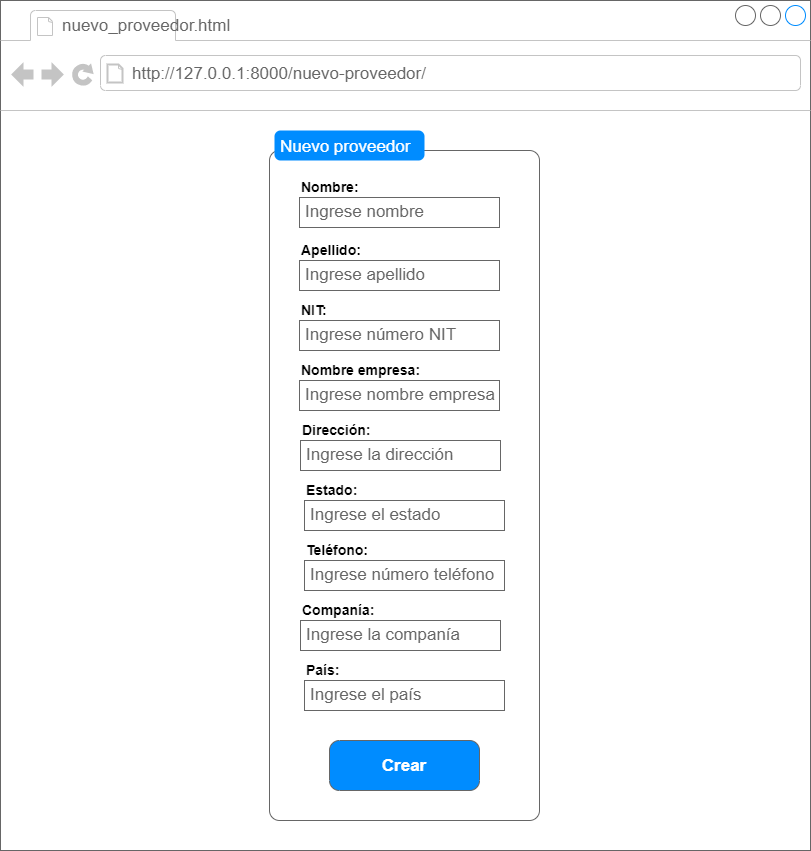 nuevo_proveedor.html
http://127.0.0.1:8000/nuevo-proveedor/
Nuevo proveedor
Nombre:
Ingrese nombre
Apellido:
Ingrese apellido
NIT:
Ingrese número NIT
Nombre empresa:
Ingrese nombre empresa
Dirección:
Ingrese la dirección
Estado:
Ingrese el estado
Teléfono:
Ingrese número teléfono
Companía:
Ingrese la companía
País:
Ingrese el país
Crear